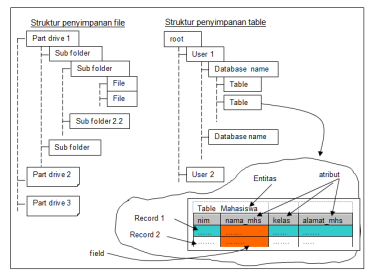 Struktur penyimpanan file
Struktur penyimpanan table
Part drive 1
Sub folder
Sub folder
File
File
Sub folder 2.2
Sub folder
Part drive 2
Part drive 3
root
User 1
Database name
Table
Table
Database name
User 2
Entitas
atribut
Table Mahasiswa
nim nama_mhs kelas alamat_mhs
Record 1
Record 2
field